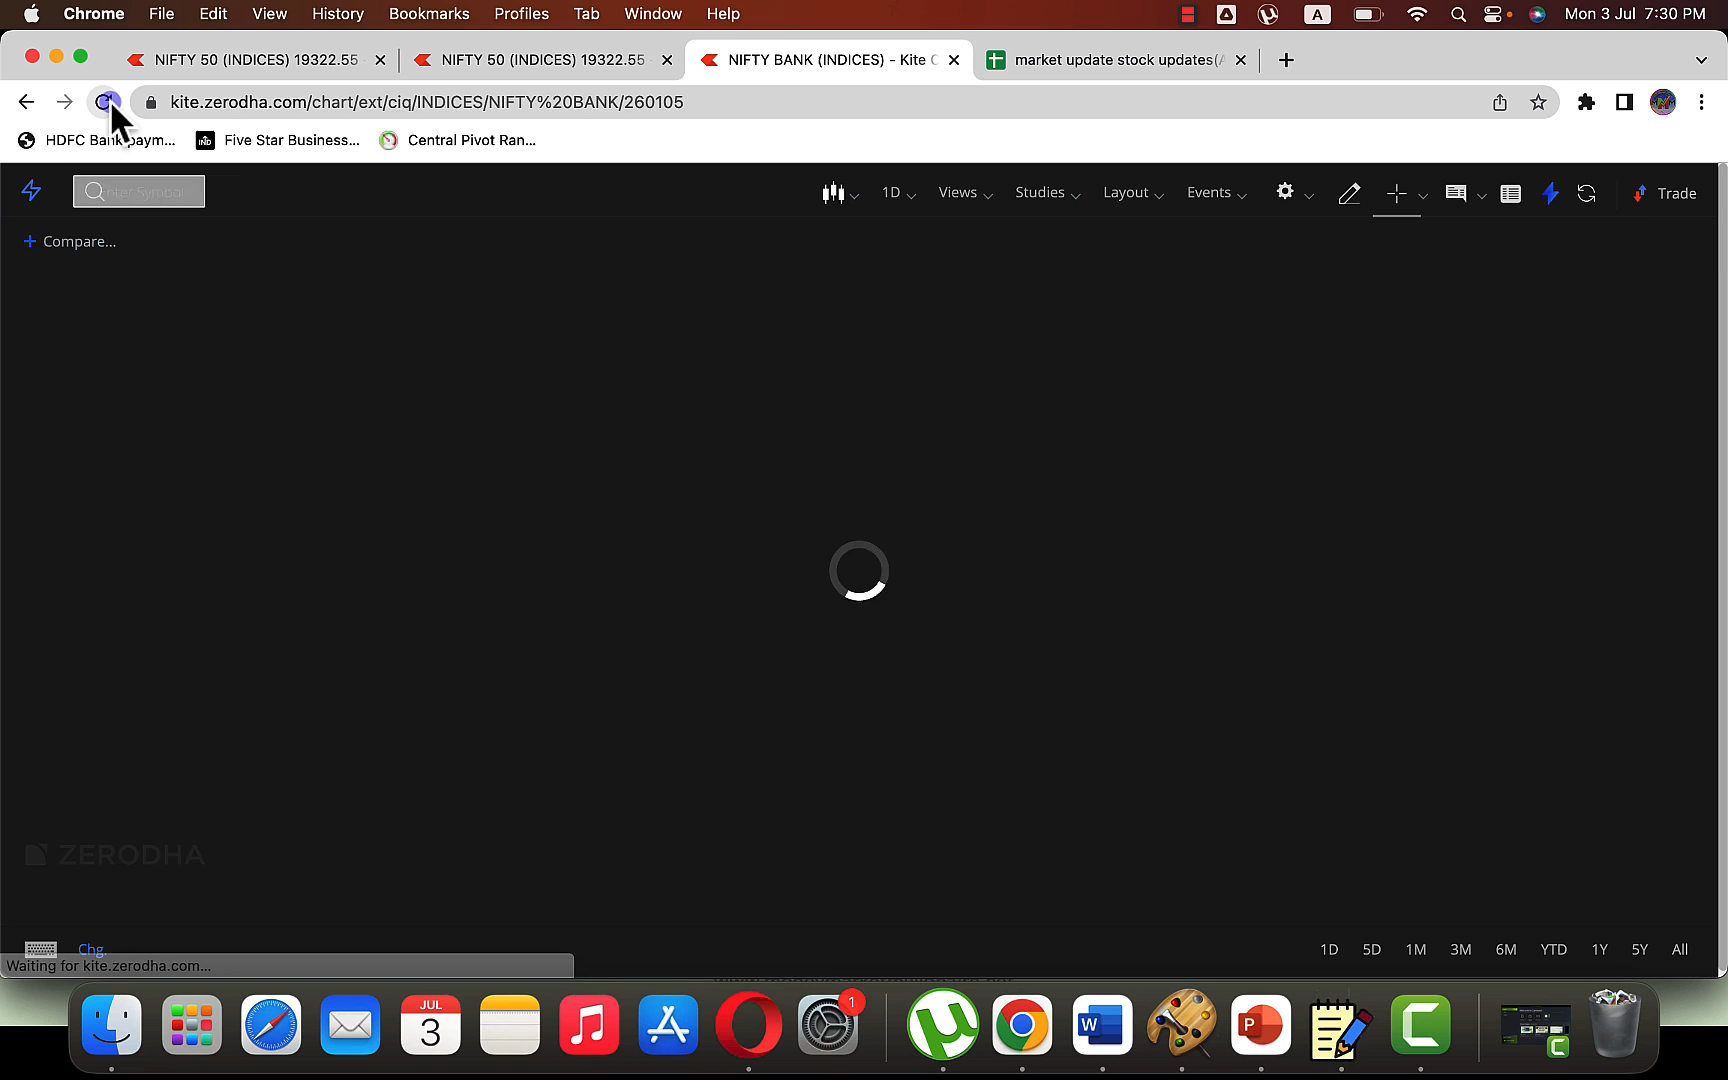 Chrome File Edit View History Bookmarks Profiles Tab Window Help A Mon 3 Jul 7:30 PM
NIFTY 50 (INDICES) 19322.55 NIFTY 50 (INDICES) 19322.55 NIFTY BANK (INDICES) - Kite C market update stock updates(
kite.zerodha.com/chart/ext/ciq/INDICES/NIFTY%20BANK/260105
HDFC Bank paym... IND Five Star Business... Central Pivot Ran...
Enter Symbol 1D Views Studies Layout Events Trade
+ Compare...
ZERODHA
Chg. 1D 5D 1M 3M 6M YTD 1Y 5Y All
Waiting for kite.zerodha.com...
JUL
3
1
W
P
C